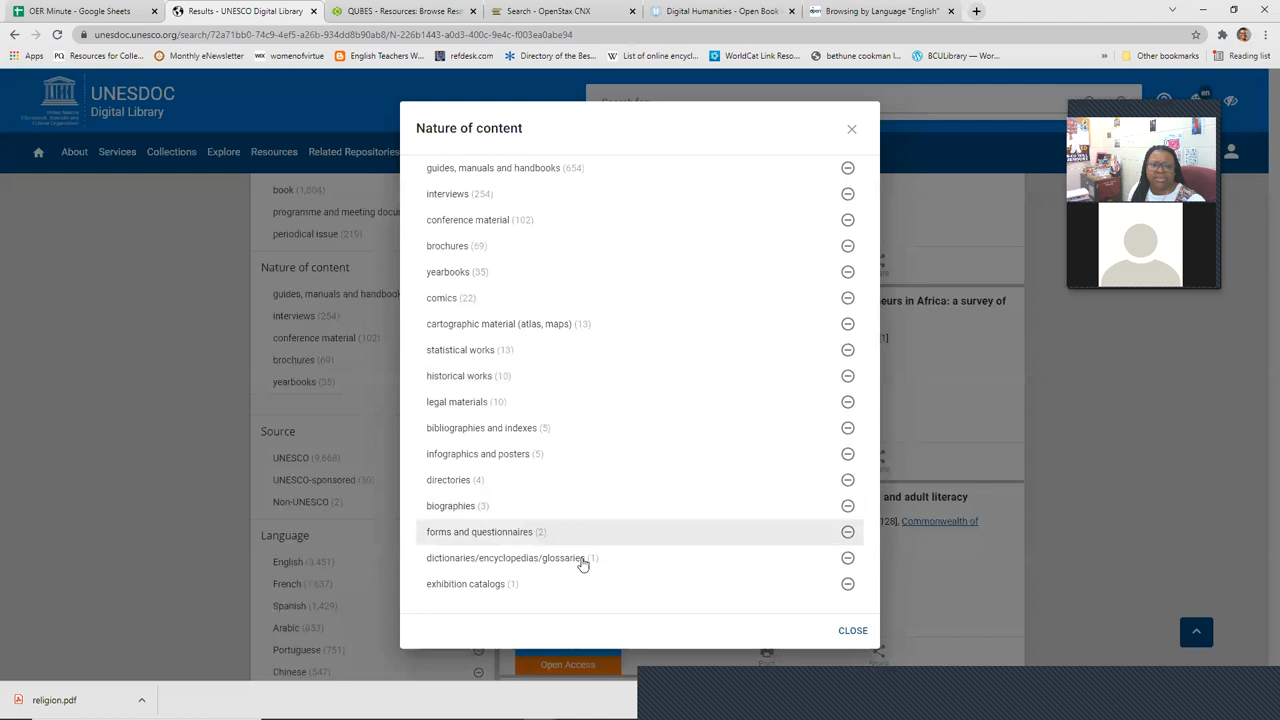 OER Minute - Google Sheets
Results - UNESCO Digital Library
QUBES - Resources: Browse Reso
Search - OpenStax CNX
Digital Humanities - Open Book
Browsing by Language "English"
unesdoc.unesco.org/search/72a71bb0-74c9-4ef5-a26b-934dd8b90ab8/N-226b1443-a0d3-400c-9e4c-f003ea0abe94
Apps
Resources for Colle...
Monthly eNewsletter
womenofvirtue
English Teachers W...
refdesk.com
Directory of the Bes...
List of online encycl...
WorldCat Link Reso...
bethune cookman l...
BCULibrary — Wor...
Other bookmarks
Reading list
UNESDOC
Digital Library
Search for
en
About
Services
Collections
Explore
Resources
Related Repositories
book (1,804)
programme and meeting docu
periodical issue (219)
Nature of content
guides, manuals and handbook
interviews (254)
conference material (102)
brochures (69)
yearbooks (35)
Source
UNESCO (9,666)
UNESCO-sponsored (30)
Non-UNESCO (2)
Language
English (3,451)
French (1,637)
Spanish (1,429)
Arabic (853)
Portuguese (751)
Chinese (547)
Nature of content
guides, manuals and handbooks (654)
interviews (254)
conference material (102)
brochures (69)
yearbooks (35)
comics (22)
cartographic material (atlas, maps) (13)
statistical works (13)
historical works (10)
legal materials (10)
bibliographies and indexes (5)
infographics and posters (5)
directories (4)
biographies (3)
forms and questionnaires (2)
dictionaries/encyclopedias/glossaries (1)
exhibition catalogs (1)
CLOSE
eurs in Africa: a survey of
1]
and adult literacy
128], Commonwealth of
Open Access
Print
Share
religion.pdf